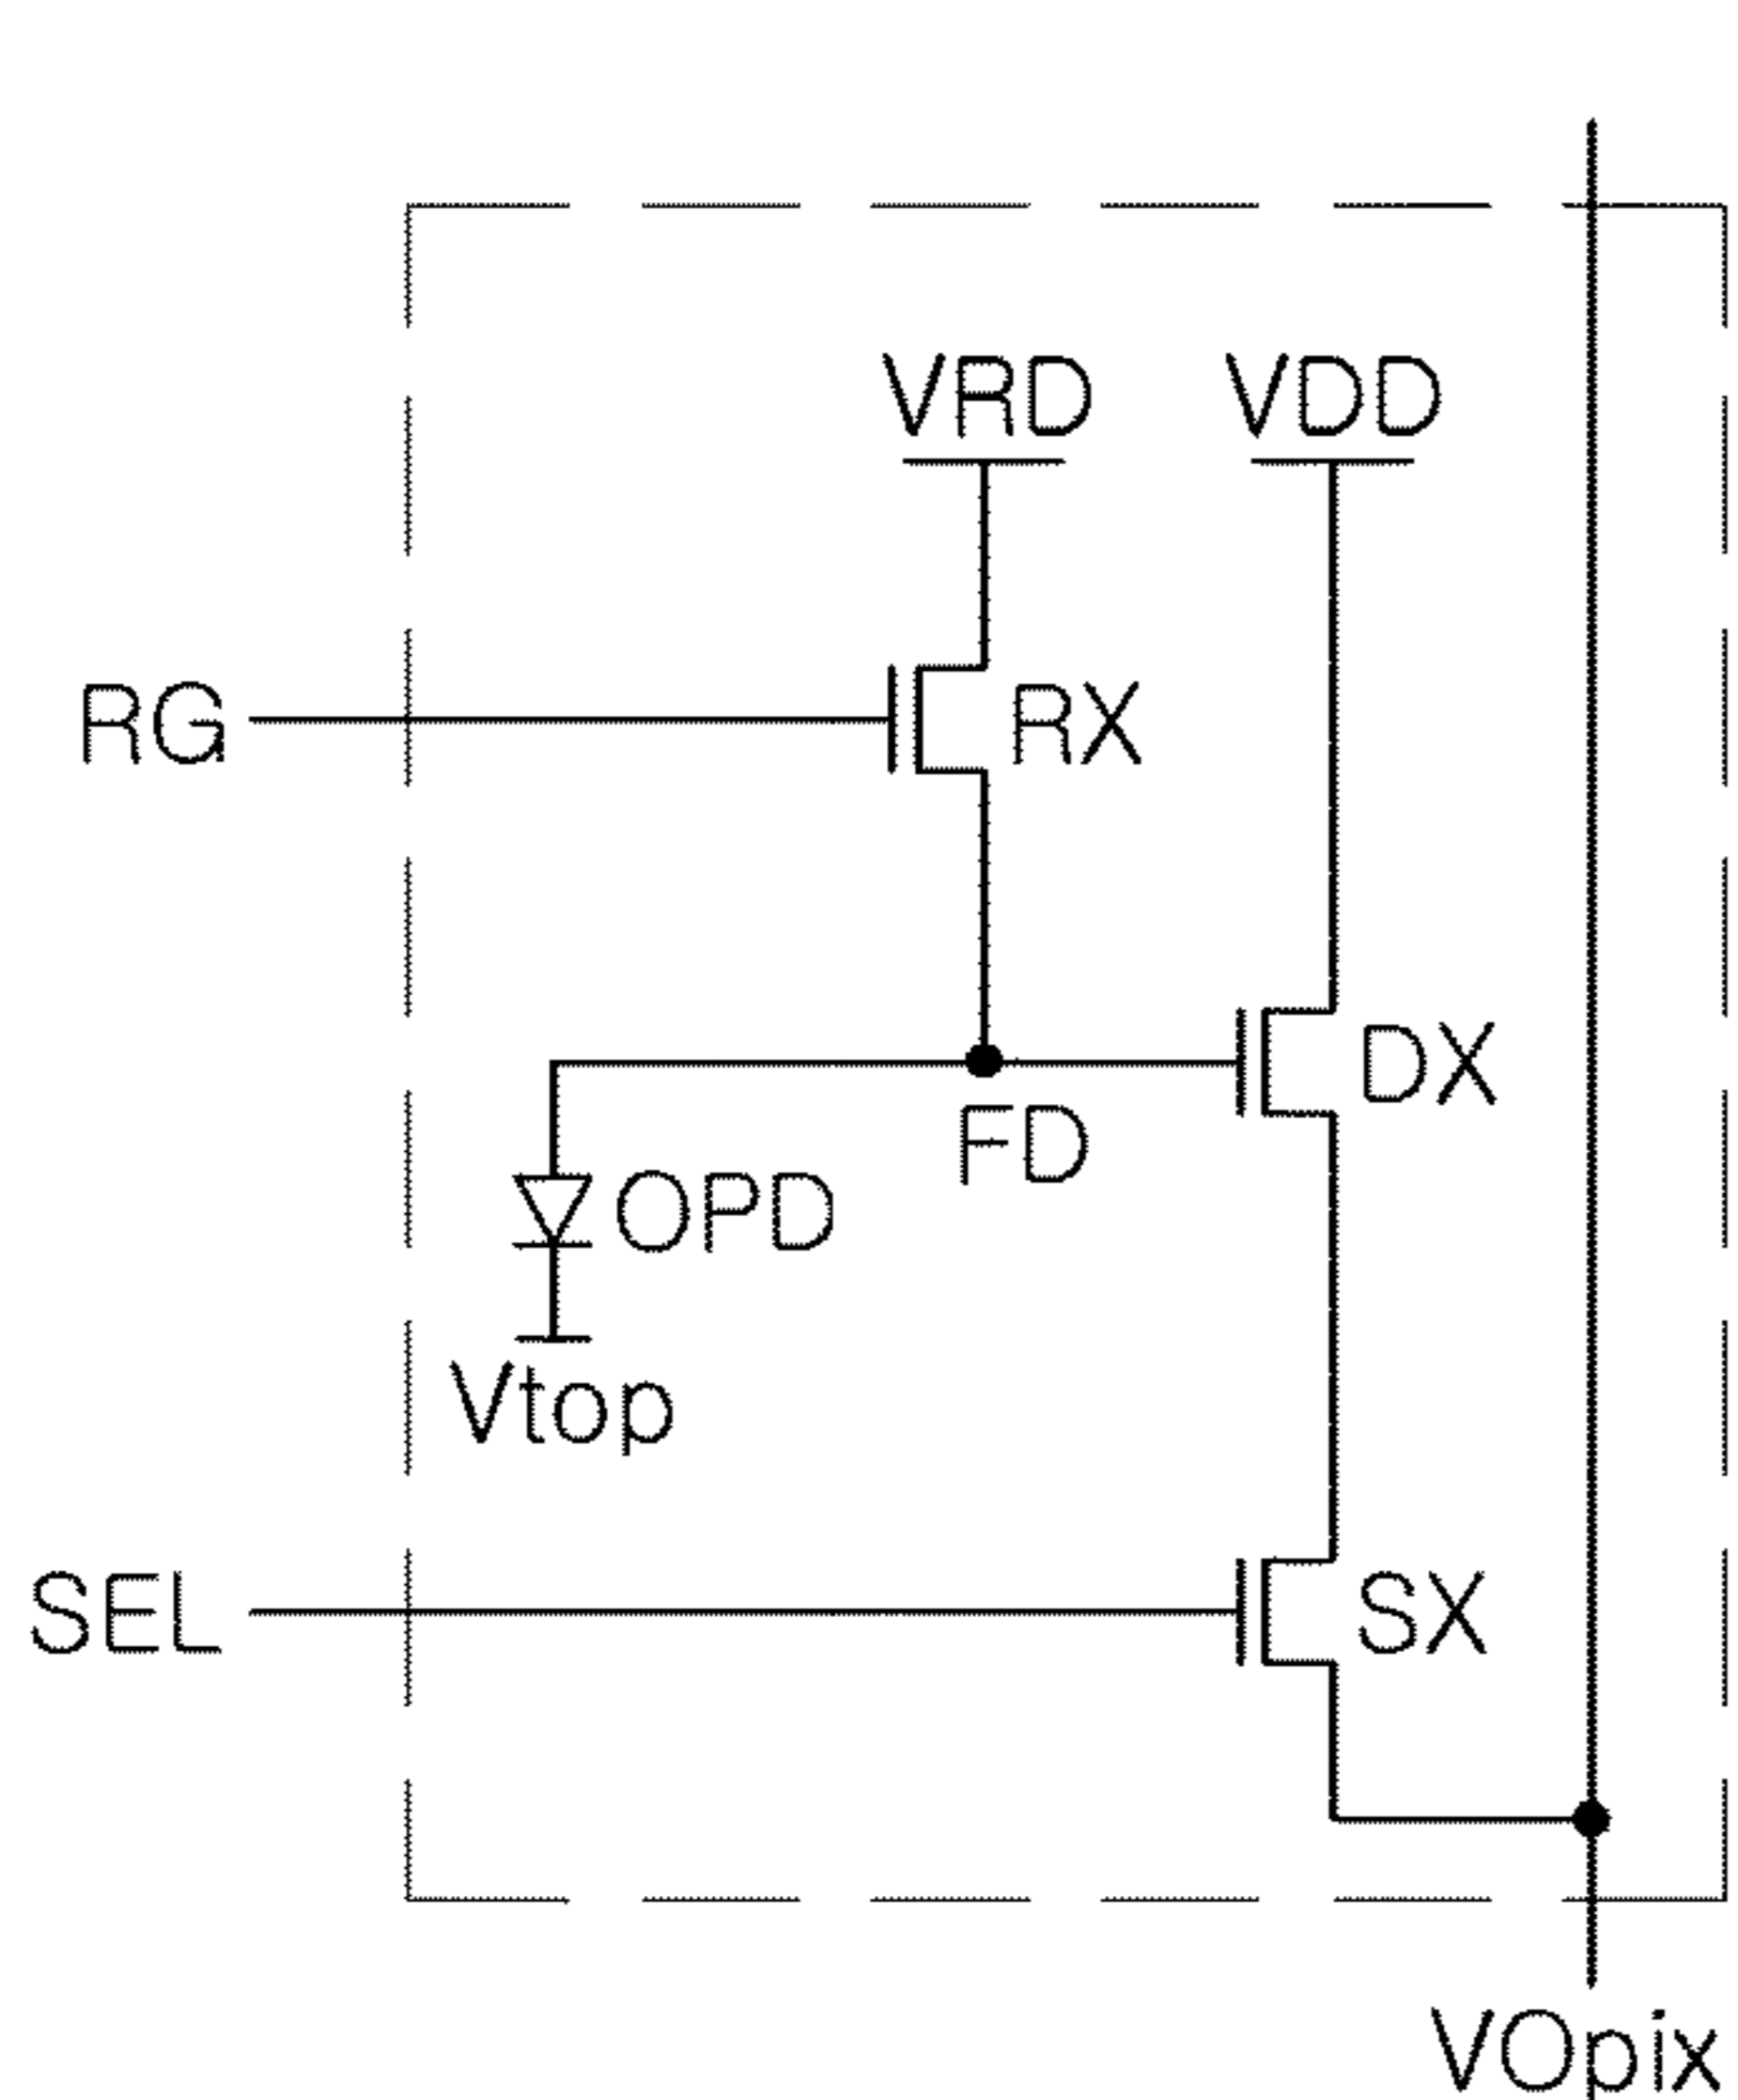 VRD VDD
RG RX
DX
FD
OPD
Vtop
SEL SX
VOpix